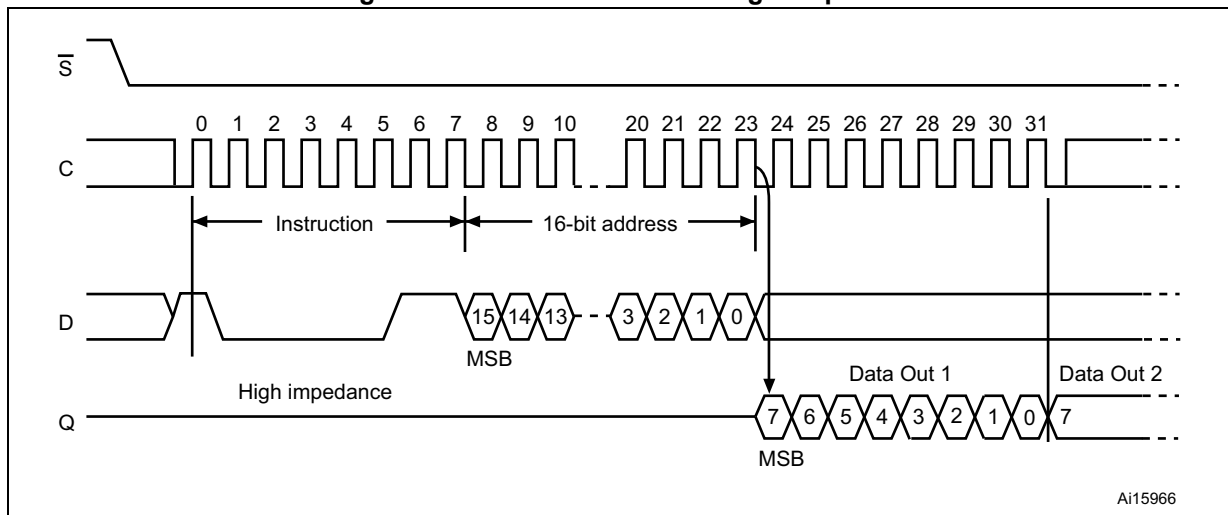 S
0 1 2 3 4 5 6 7 8 9 10 20 21 22 23 24 25 26 27 28 29 30 31
C
Instruction 16-bit address
D 15 14 13 3 2 1 0
MSB
High impedance Data Out 1 Data Out 2
Q 7 6 5 4 3 2 1 0 7
MSB
Ai15966